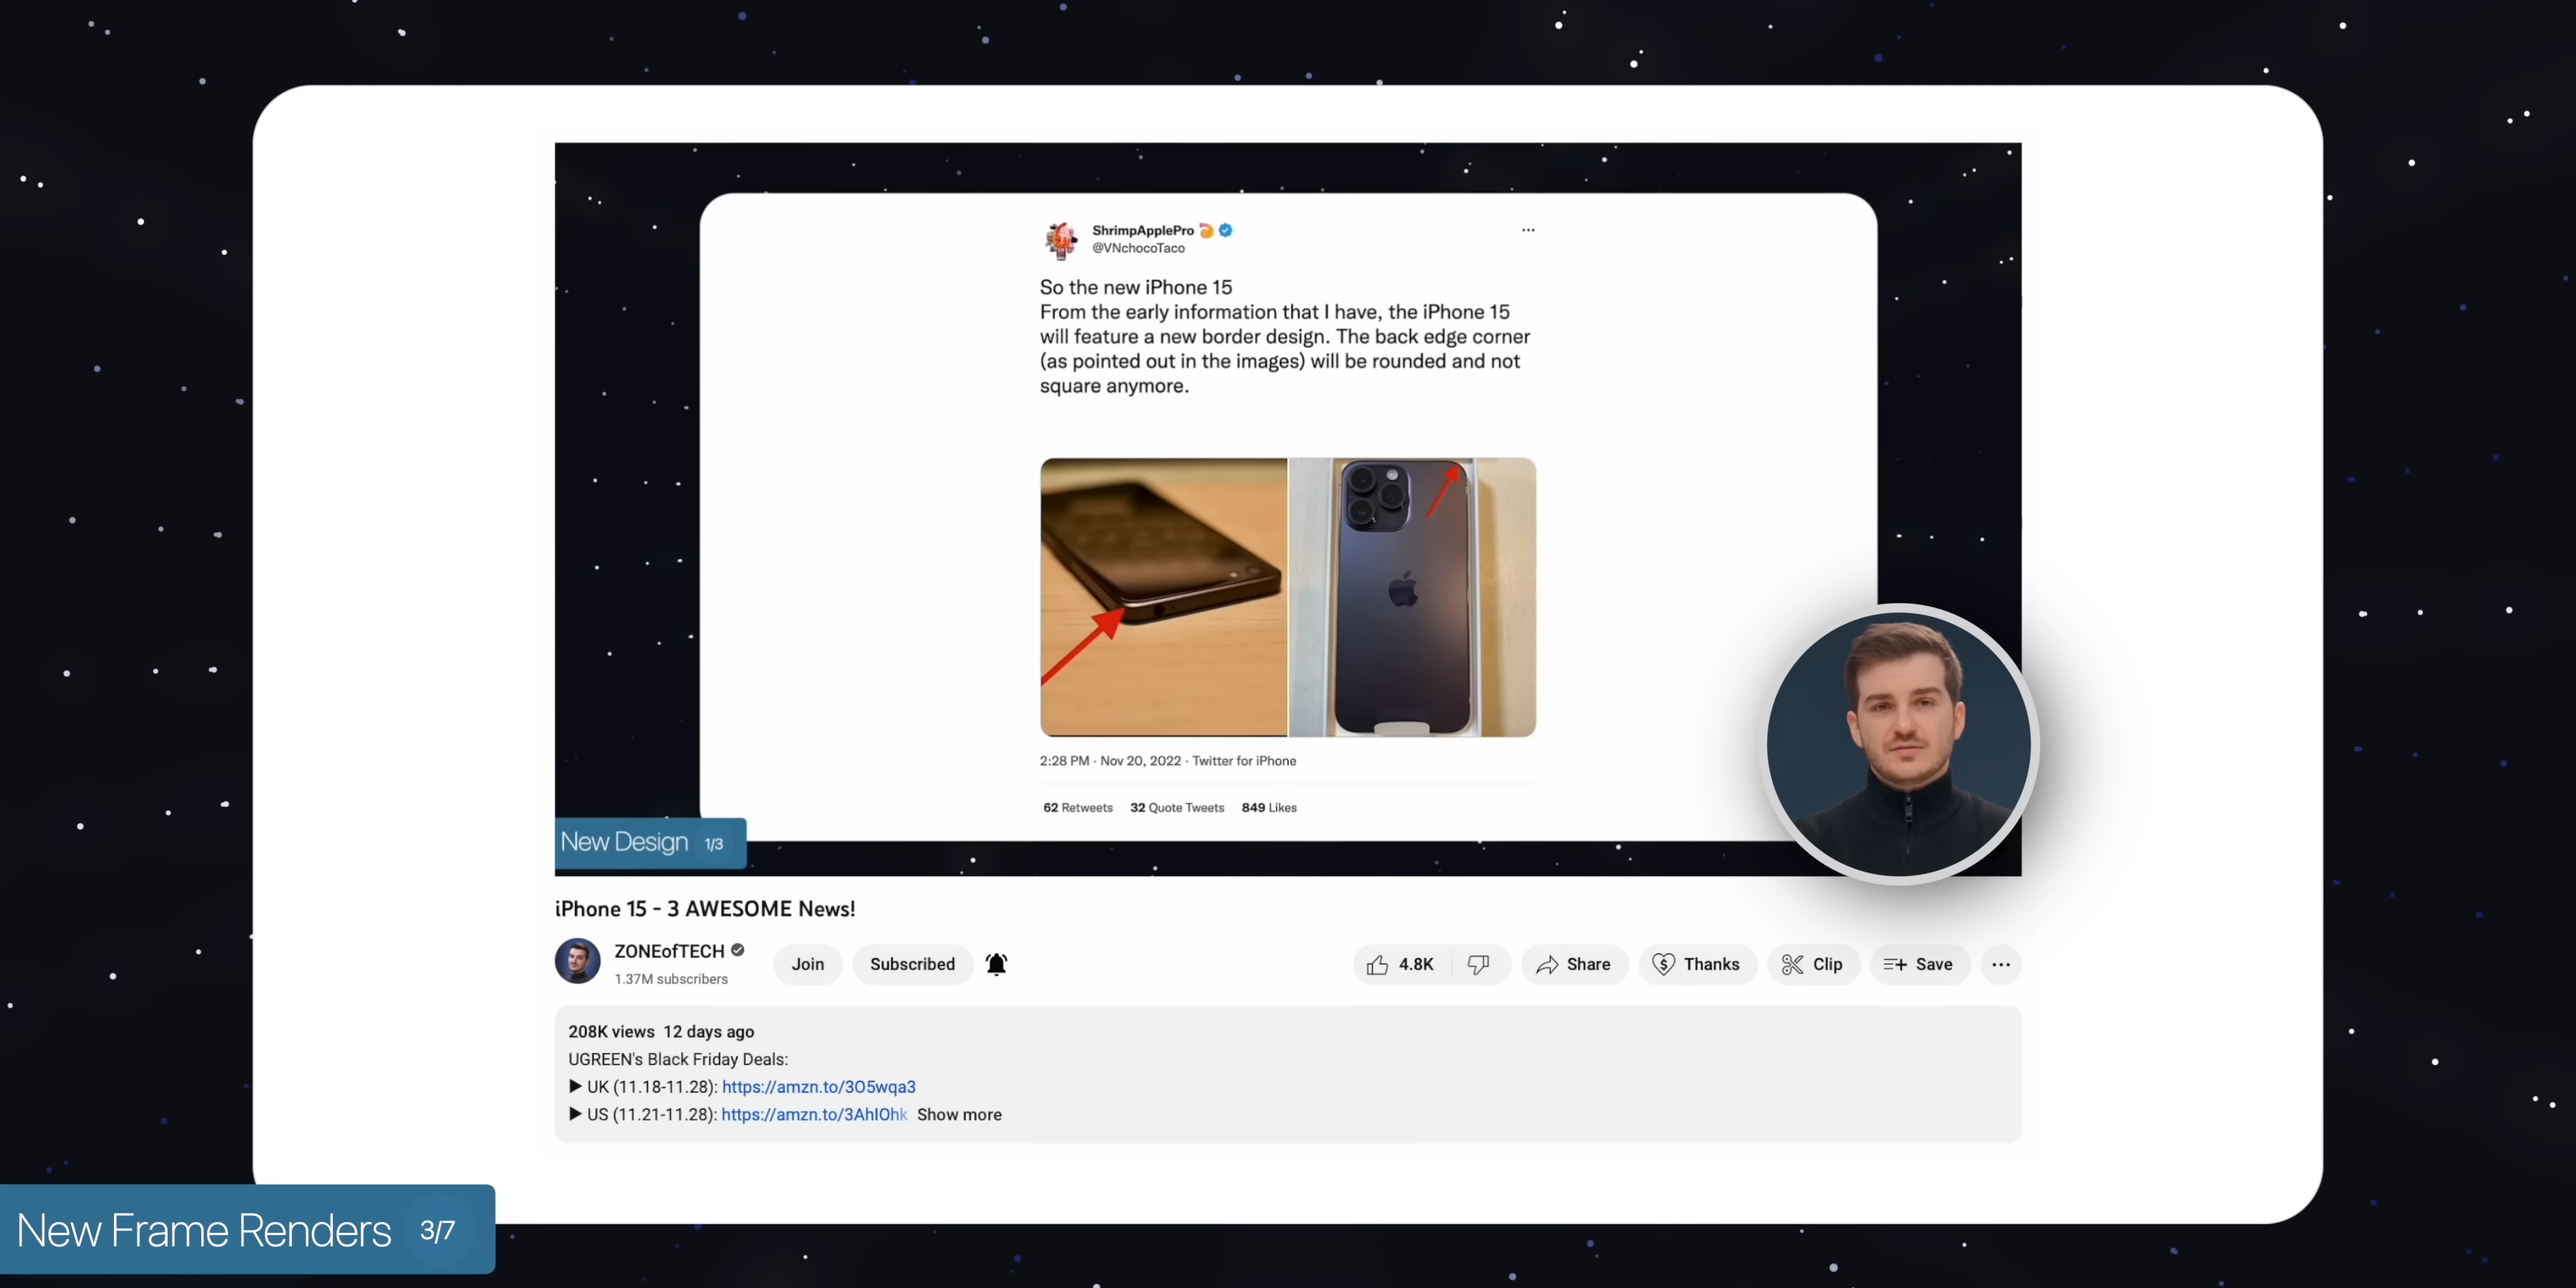 ShrimpApplePro
@VNchocoTaco
So the new iPhone 15
From the early information that I have, the iPhone 15
will feature a new border design. The back edge corner
(as pointed out in the images) will be rounded and not
square anymore.
2:28 PM · Nov 20, 2022 · Twitter for iPhone
62 Retweets 32 Quote Tweets 849 Likes
New Design 1/3
iPhone 15 - 3 AWESOME News!
ZONEofTECH
1.37M subscribers
Join
Subscribed
4.8K
Share
Thanks
Clip
Save
208K views 12 days ago
UGREEN's Black Friday Deals:
▶ UK (11.18-11.28): https://amzn.to/3O5wqa3
▶ US (11.21-11.28): https://amzn.to/3AhIOhk Show more
New Frame Renders 3/7